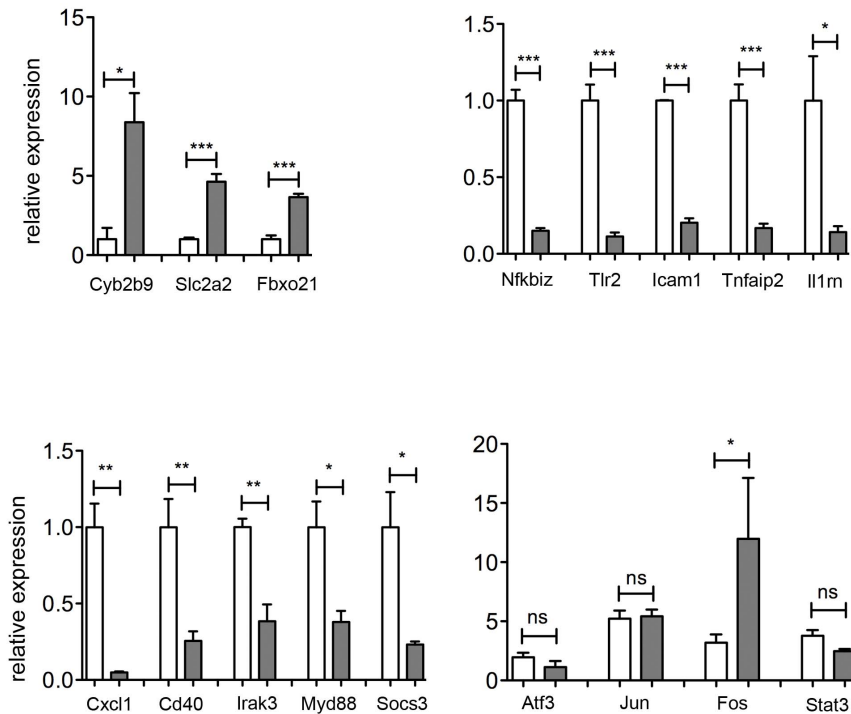 relative expression
15
10
5
0
* *** ***
Cyb2b9 Slc2a2 Fbxo21
1.5
1.0
0.5
0.0
*** *** *** *** *
Nfkbiz Tlr2 Icam1 Tnfaip2 Il1rn
relative expression
1.5
1.0
0.5
0.0
** ** ** * *
Cxcl1 Cd40 Irak3 Myd88 Socs3
20
15
10
5
0
ns ns * ns
Atf3 Jun Fos Stat3